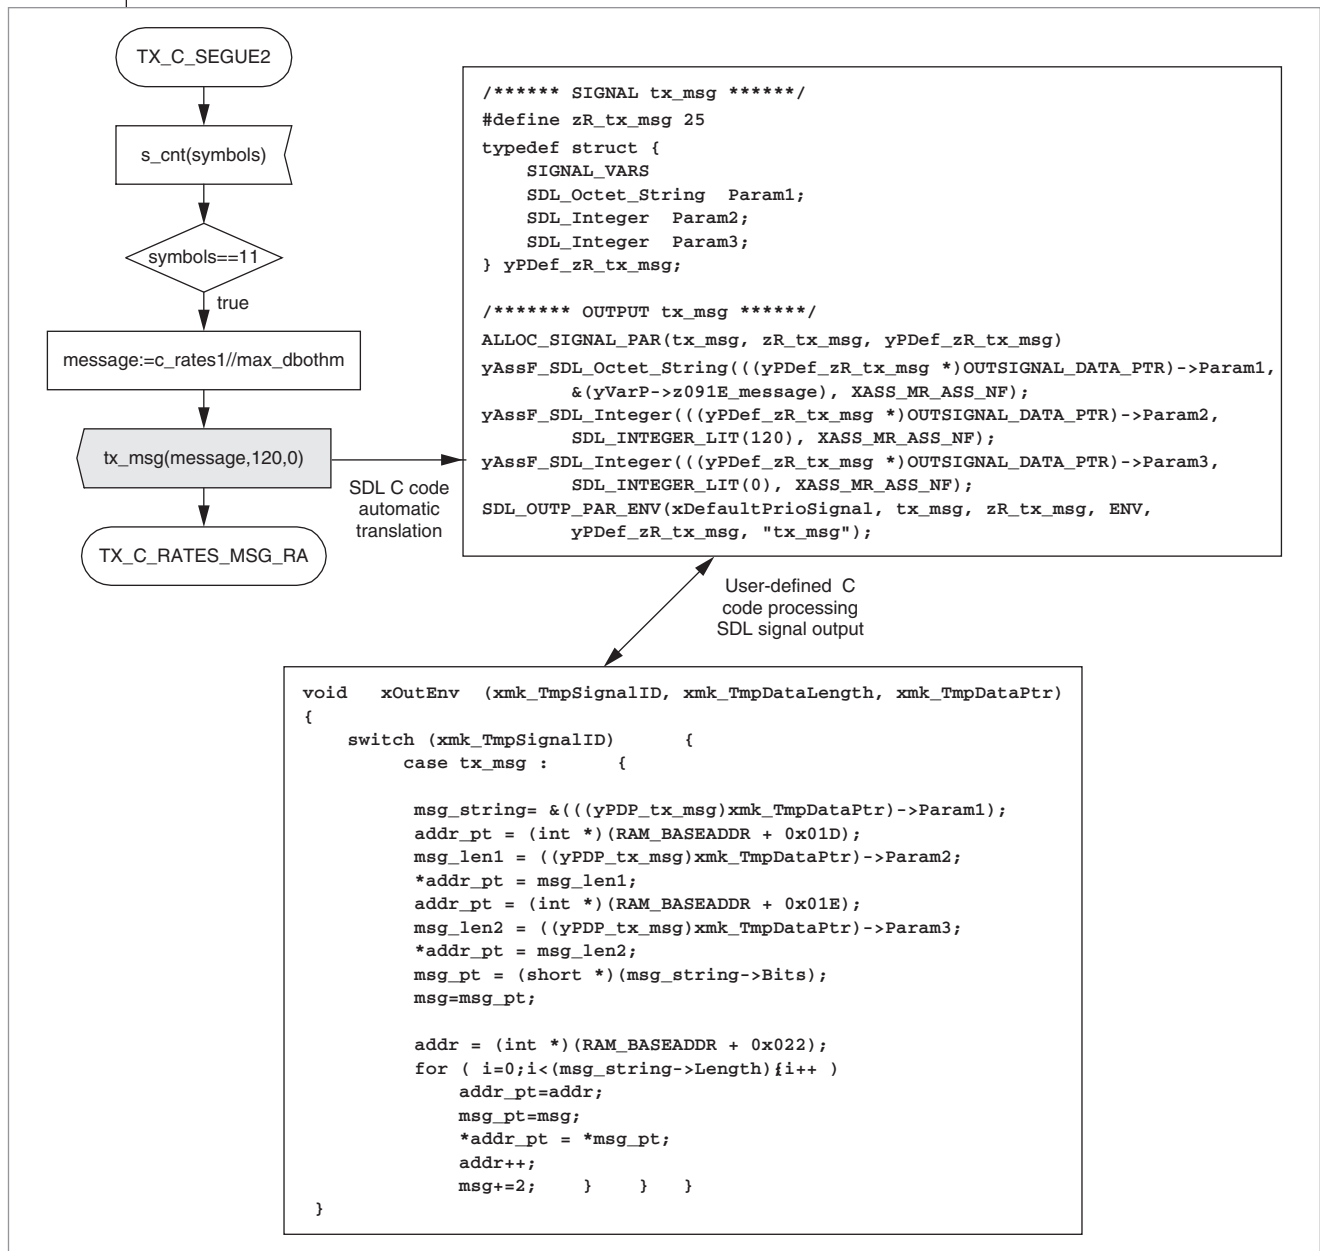 TX_C_SEGUE2
s_cnt(symbols)
symbols==11
true
message:=c_rates1//max_dbothm
tx_msg(message,120,0)
TX_C_RATES_MSG_RA
SDL C code
automatic
translation
/****** SIGNAL tx_msg ******/
#define zR_tx_msg 25
typedef struct {
    SIGNAL_VARS
    SDL_Octet_String  Param1;
    SDL_Integer  Param2;
    SDL_Integer  Param3;
} yPDef_zR_tx_msg;
/******* OUTPUT tx_msg ******/
ALLOC_SIGNAL_PAR(tx_msg, zR_tx_msg, yPDef_zR_tx_msg)
yAssF_SDL_Octet_String(((yPDef_zR_tx_msg *)OUTSIGNAL_DATA_PTR)->Param1,
        &(yVarP->z091E_message), XASS_MR_ASS_NF);
yAssF_SDL_Integer(((yPDef_zR_tx_msg *)OUTSIGNAL_DATA_PTR)->Param2,
        SDL_INTEGER_LIT(120), XASS_MR_ASS_NF);
yAssF_SDL_Integer(((yPDef_zR_tx_msg *)OUTSIGNAL_DATA_PTR)->Param3,
        SDL_INTEGER_LIT(0), XASS_MR_ASS_NF);
SDL_OUTP_PAR_ENV(xDefaultPrioSignal, tx_msg, zR_tx_msg, ENV,
        yPDef_zR_tx_msg, "tx_msg");
User-defined C
code processing
SDL signal output
void   xOutEnv  (xmk_TmpSignalID, xmk_TmpDataLength, xmk_TmpDataPtr)
{
    switch (xmk_TmpSignalID)      {
        case tx_msg :      {
        msg_string= &(((yPDP_tx_msg)xmk_TmpDataPtr)->Param1);
        addr_pt = (int *)(RAM_BASEADDR + 0x01D);
        msg_len1 = ((yPDP_tx_msg)xmk_TmpDataPtr)->Param2;
        *addr_pt = msg_len1;
        addr_pt = (int *)(RAM_BASEADDR + 0x01E);
        msg_len2 = ((yPDP_tx_msg)xmk_TmpDataPtr)->Param3;
        *addr_pt = msg_len2;
        msg_pt = (short *)(msg_string->Bits);
        msg=msg_pt;
        addr = (int *)(RAM_BASEADDR + 0x022);
        for ( i=0;i<(msg_string->Length){;i++ )
            addr_pt=addr;
            msg_pt=msg;
            *addr_pt = *msg_pt;
            addr++;
            msg+=2;    }    }   }
}